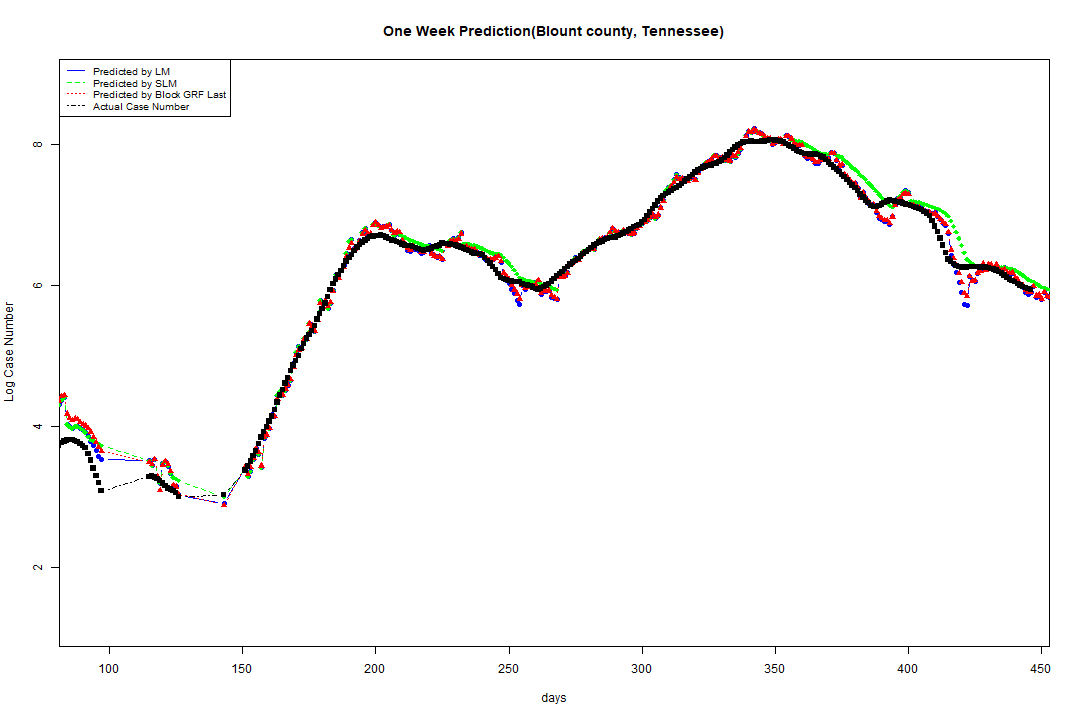 One Week Prediction(Blount county, Tennessee)
Predicted by LM
Predicted by SLM
Predicted by Block GRF Last
Actual Case Number
8
6
4
2
Log Case Number
100 150 200 250 300 350 400 450
days